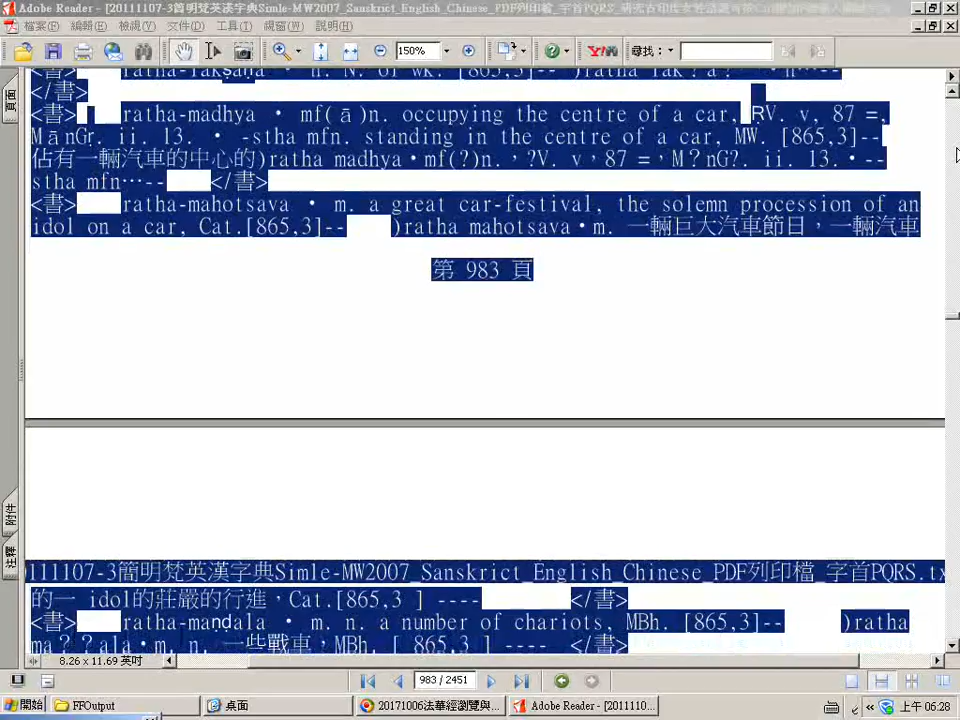 Adobe Reader - [20111107-3簡明梵英漢字典Simle-MW2007_Sanskrict_English_Chinese_PDF列印檔_字首PQRS
檔案(F) 編輯(E) 檢視(V) 文件(D) 工具(T) 視窗(W) 說明(H)
150% 尋找:
頁面
</書>
<書> ratha-madhya • mf(ā)n. occupying the centre of a car, ṚV. v, 87 =,
MānGṛ. ii. 13. • -stha mfn. standing in the centre of a car, MW. [865,3]--
佔有一輛汽車的中心的)ratha madhya•mf(?)n.，?V. v，87 =，M?nG?. ii. 13.•--
stha mfn…-- </書>
<書> ratha-mahotsava • m. a great car-festival, the solemn procession of an
idol on a car, Cat.[865,3]-- )ratha mahotsava•m. 一輛巨大汽車節日，一輛汽車
第 983 頁
111107-3簡明梵英漢字典Simle-MW2007_Sanskrict_English_Chinese_PDF列印檔_字首PQRS.tx
的一 idol的莊嚴的行進，Cat.[865,3 ] ---- </書>
<書> ratha-maṇḍala • m. n. a number of chariots, MBh. [865,3]-- )ratha
ma？？ala•m. n. 一些戰車，MBh. [ 865,3 ] ---- </書>
附件
注釋
8.26 x 11.69 英吋
983 / 2451
開始 FFOutput 桌面 20171006法華經瀏覽與... Adobe Reader - [2011110... 上午 06:28